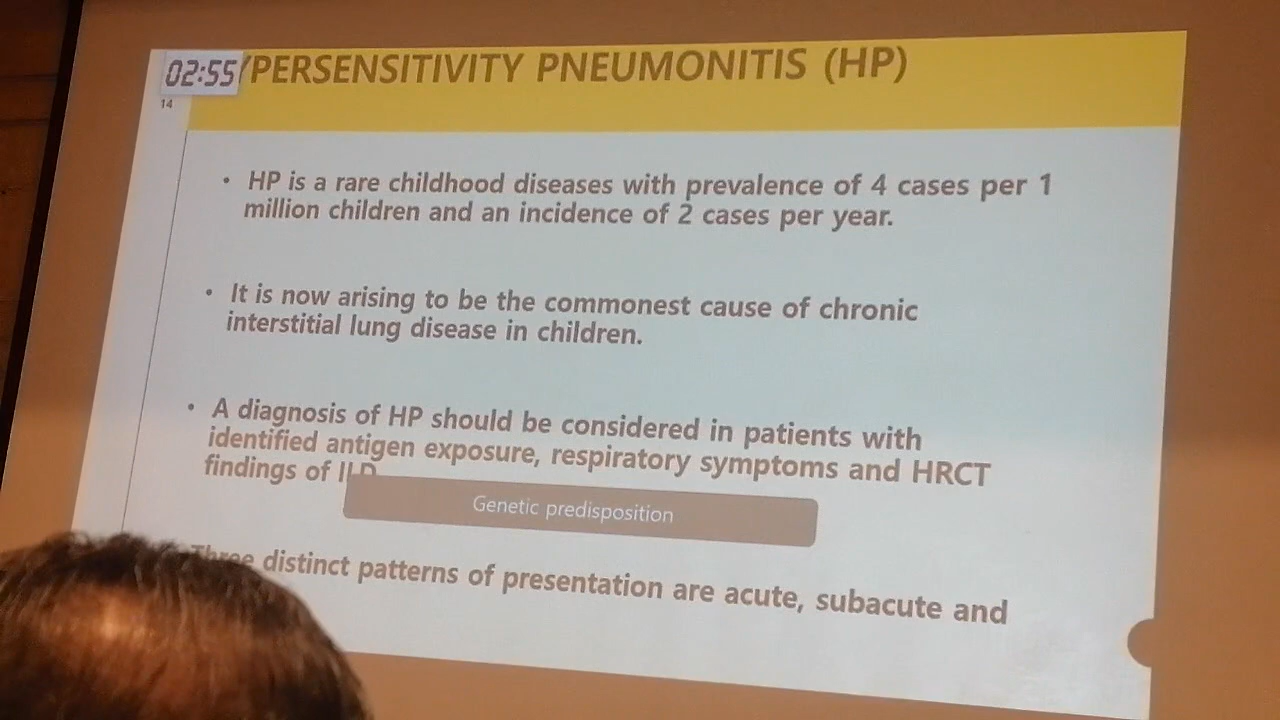 02:55
YPERSENSITIVITY PNEUMONITIS (HP)
14
• HP is a rare childhood diseases with prevalence of 4 cases per 1
million children and an incidence of 2 cases per year.
• It is now arising to be the commonest cause of chronic
interstitial lung disease in children.
• A diagnosis of HP should be considered in patients with
identified antigen exposure, respiratory symptoms and HRCT
findings of ILD
Genetic predisposition
Three distinct patterns of presentation are acute, subacute and